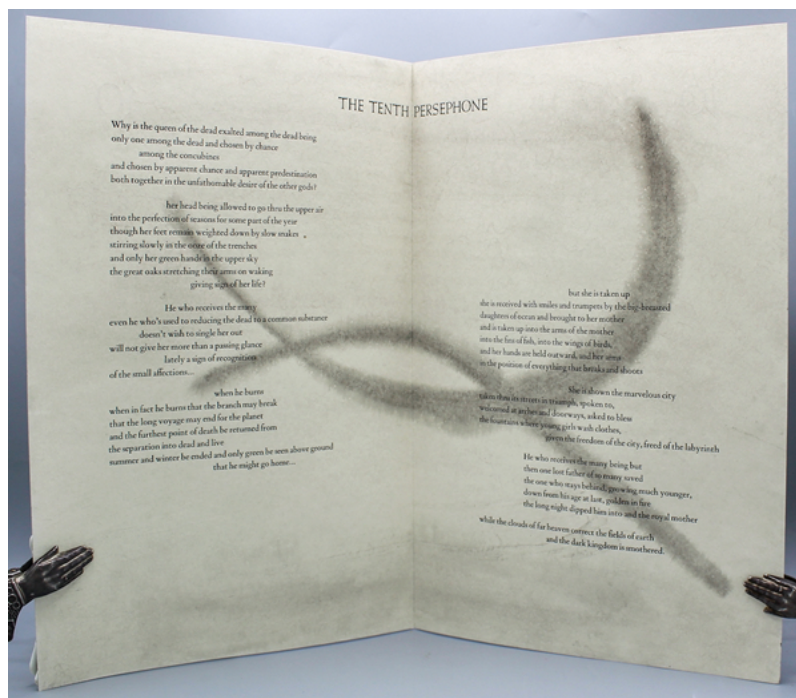 THE TENTH PERSEPHONE
Why is the queen of the dead exalted among the dead being
only one among the dead and chosen by chance
among the concubines
and chosen by apparent chance and apparent predestination
both together in the unfathomable desire of the other gods?
her head being allowed to go thru the upper air
into the perfection of seasons for some part of the year
though her feet remain weighted down by slow snakes
stirring slowly in the ooze of the trenches
and only her green hands in the upper sky
the great oaks stretching their arms on waking
giving sign of her life?
He who receives the many
even he who's used to reducing the dead to a common substance
doesn't wish to single her out
will not give her more than a passing glance
lately a sign of recognition
of the small affections...
when he burns
when in fact he burns that the branch may break
that the long voyage may end for the planet
and the furthest point of death be returned from
the separation into dead and live
summer and winter be ended and only green be seen above ground
that he might go home...
but she is taken up
she is received with smiles and trumpets by the big-breasted
daughters of ocean and brought to her mother
and is taken up into the arms of the mother
into the fins of fish, into the wings of birds,
and her hands are held outward, and her arms
in the position of everything that breaks and shoots
She is shown the marvelous city
taken thru its streets in triumph, spoken to,
welcomed at arches and doorways, asked to bless
the fountains where young girls wash clothes,
given the freedom of the city, freed of the labyrinth
He who receives the many being but
then one lost father of so many saved
the one who stays behind, growing much younger,
down from his age at last, golden in fire
the long night dipped him into and the royal mother
while the clouds of far heaven correct the fields of earth
and the dark kingdom is smothered.